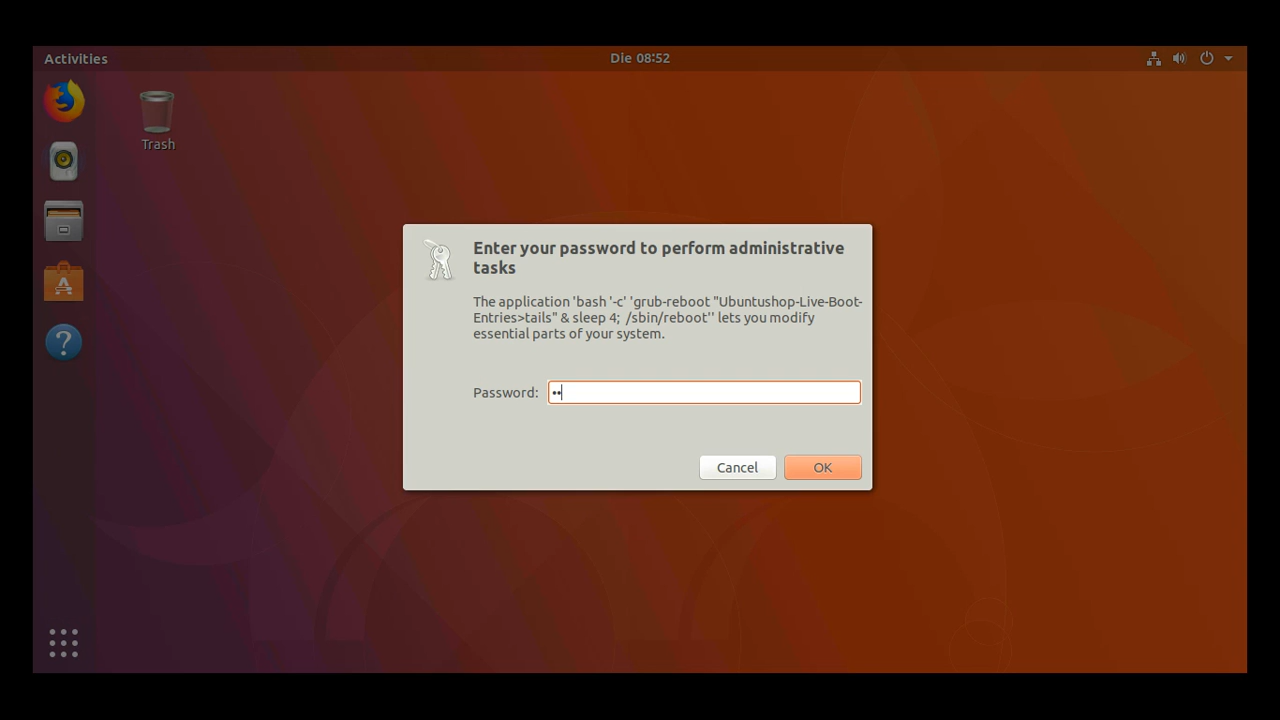 Activities
Die 08:52
Trash
Enter your password to perform administrative
tasks
The application 'bash '-c' 'grub-reboot "Ubuntushop-Live-Boot-
Entries>tails" & sleep 4;  /sbin/reboot'' lets you modify
essential parts of your system.
Password: ••
Cancel
OK